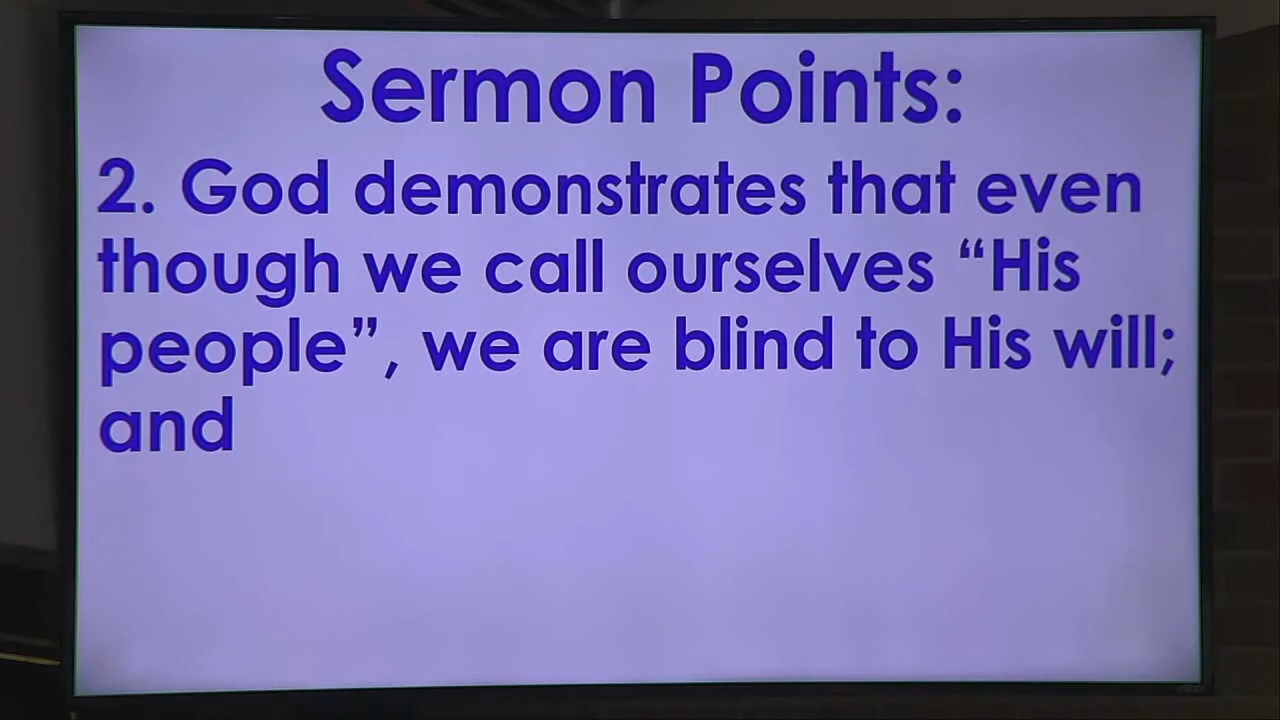 Sermon Points:
2. God demonstrates that even
though we call ourselves “His
people”, we are blind to His will;
and